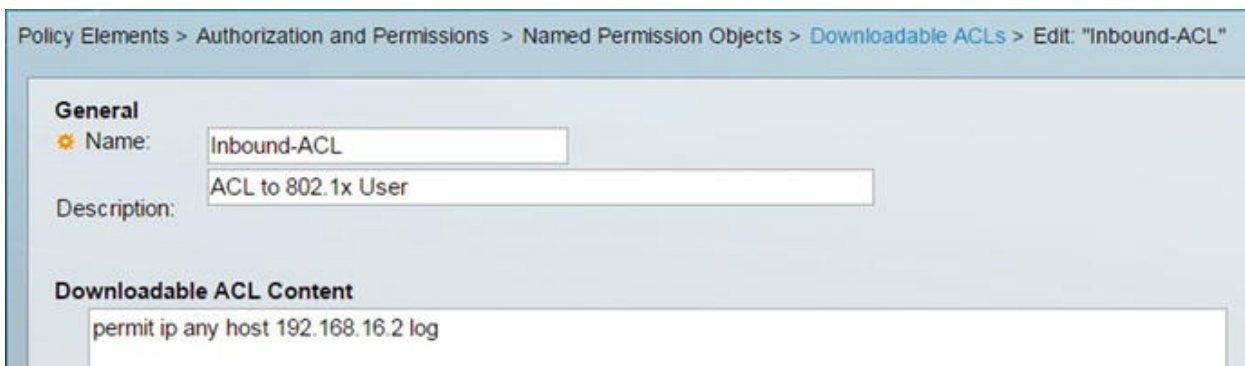 Policy Elements > Authorization and Permissions > Named Permission Objects > Downloadable ACLs > Edit: "Inbound-ACL"
General
Name: Inbound-ACL
Description: ACL to 802.1x User
Downloadable ACL Content
permit ip any host 192.168.16.2 log